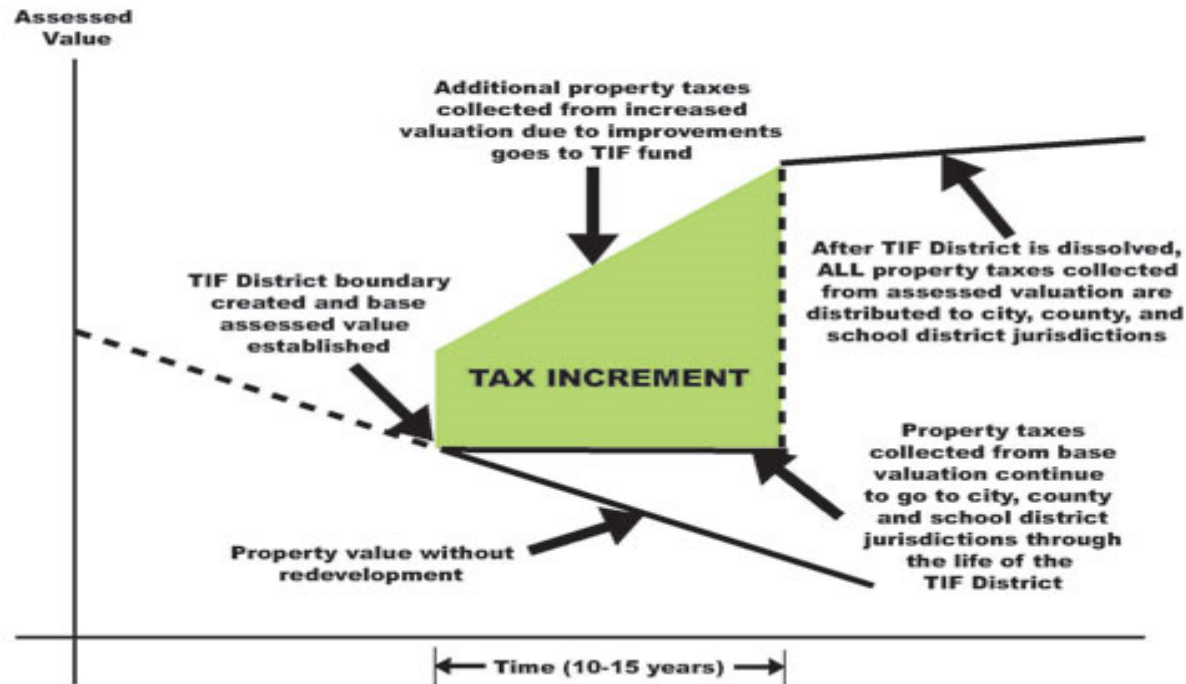 Assessed
Value
Additional property taxes
collected from increased
valuation due to improvements
goes to TIF fund
TIF District boundary
created and base
assessed value
established
After TIF District is dissolved,
ALL property taxes collected
from assessed valuation are
distributed to city, county, and
school district jurisdictions
TAX INCREMENT
Property taxes
collected from base
valuation continue
to go to city, county
and school district
jurisdictions through
the life of the
TIF District
Property value without
redevelopment
Time (10-15 years)